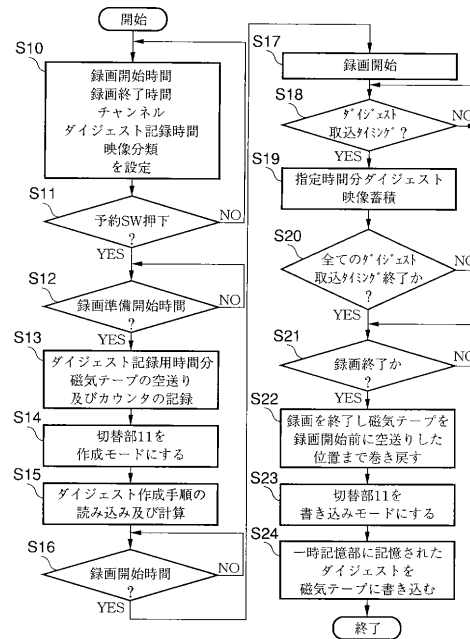 開始
S10
録画開始時間
録画終了時間
チャンネル
ダイジェスト記録時間
映像分類
を設定
S11
予約SW押下
?
NO
YES
S12
録画準備開始時間
?
NO
YES
S13
ダイジェスト記録用時間分
磁気テープの空送り
及びカウンタの記録
S14
切替部11を
作成モードにする
S15
ダイジェスト作成手順の
読み込み及び計算
S16
録画開始時間
?
NO
YES
S17
録画開始
S18
ダイジェスト
取込タイミング?
NO
YES
S19
指定時間分ダイジェスト
映像蓄積
S20
全てのダイジェスト
取込タイミング終了か
?
NO
YES
S21
録画終了か
?
NO
YES
S22
録画を終了し磁気テープを
録画開始前に空送りした
位置まで巻き戻す
S23
切替部11を
書き込みモードにする
S24
一時記憶部に記憶された
ダイジェストを
磁気テープに書き込む
終了